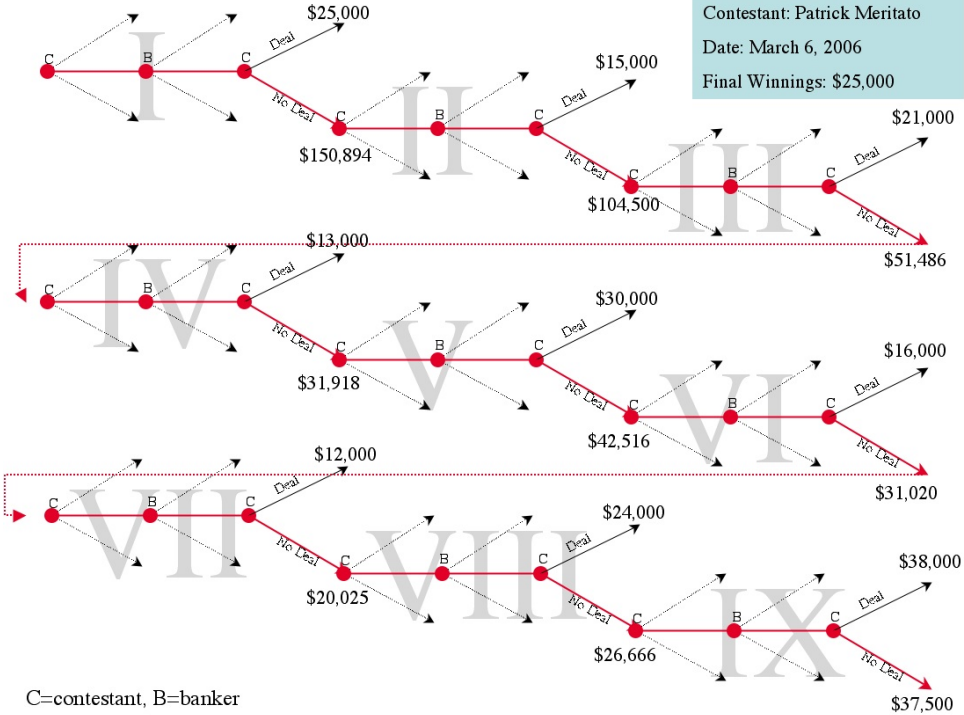 Contestant: Patrick Meritato
Date: March 6, 2006
Final Winnings: $25,000
I
C
B
C
Deal
$25,000
No Deal
$150,894
II
C
B
C
Deal
$15,000
No Deal
$104,500
III
C
B
C
Deal
$21,000
No Deal
$51,486
IV
C
B
C
Deal
$13,000
No Deal
$31,918
V
C
B
C
Deal
$30,000
No Deal
$42,516
VI
C
B
C
Deal
$16,000
No Deal
$31,020
VII
C
B
C
Deal
$12,000
No Deal
$20,025
VIII
C
B
C
Deal
$24,000
No Deal
$26,666
IX
C
B
C
Deal
$38,000
No Deal
$37,500
C=contestant, B=banker